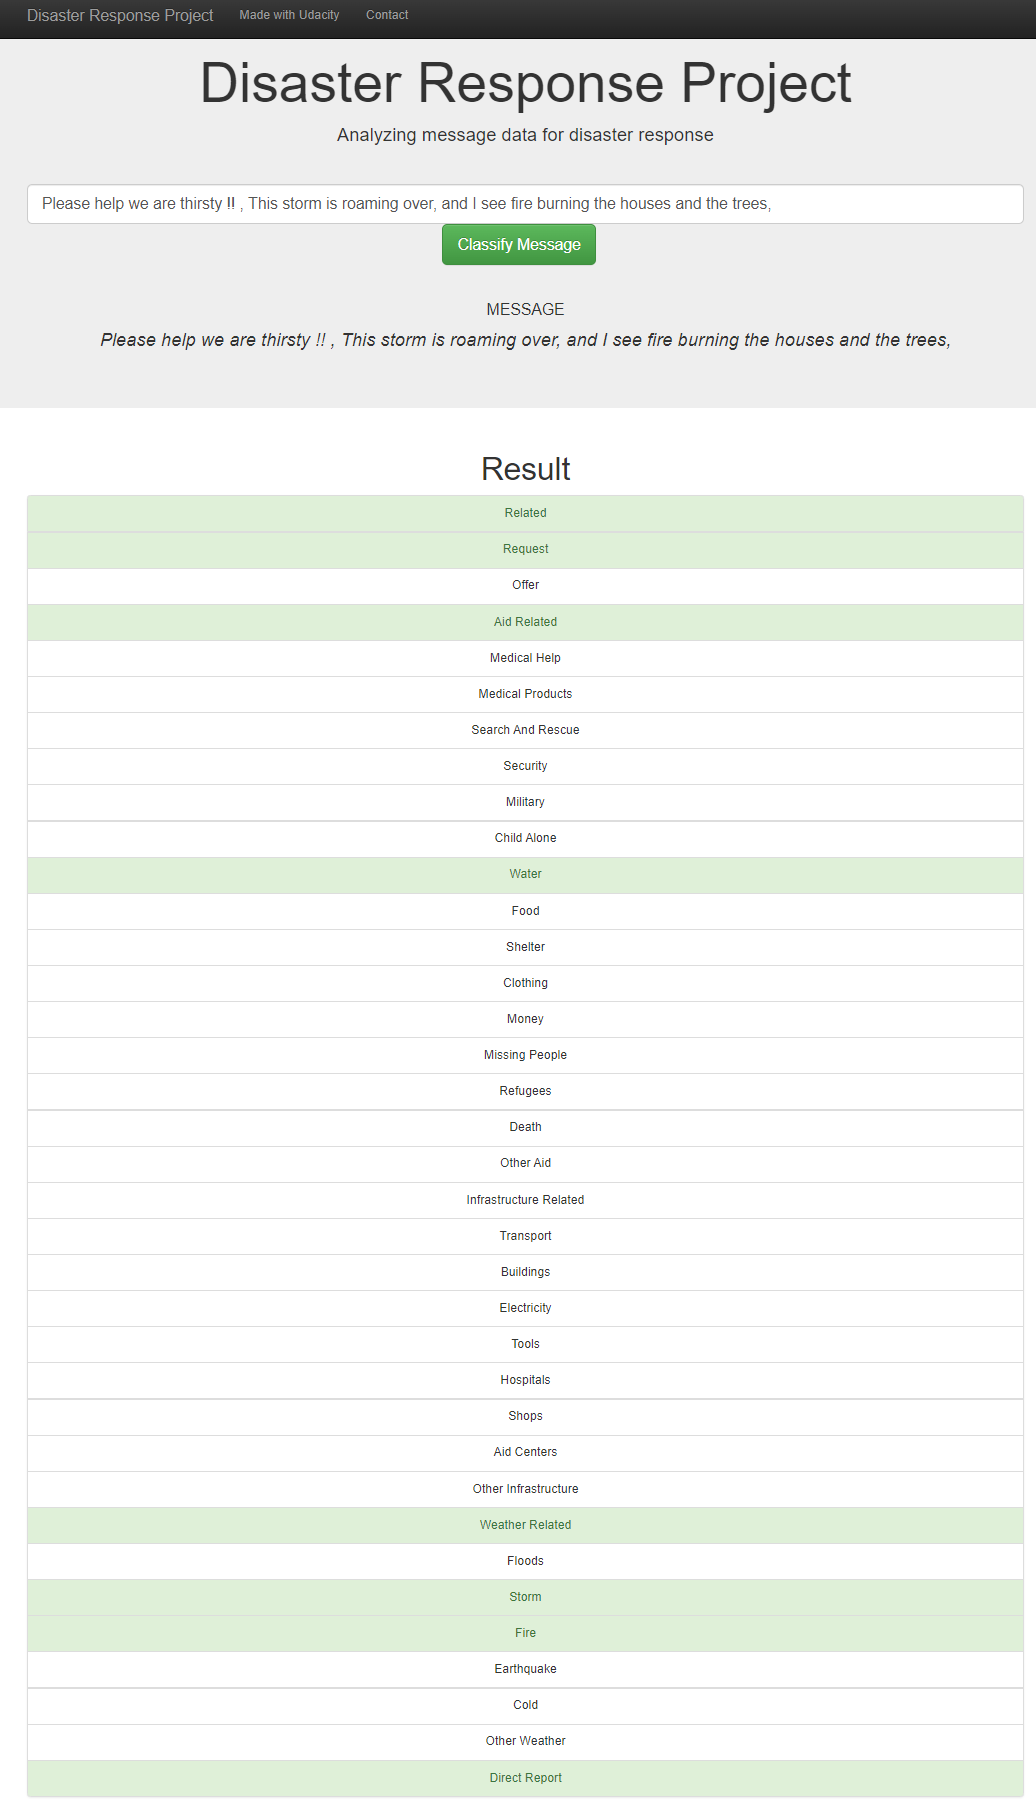 Disaster Response Project Made with Udacity Contact
Disaster Response Project
Analyzing message data for disaster response
Please help we are thirsty !! , This storm is roaming over, and I see fire burning the houses and the trees,
Classify Message
MESSAGE
Please help we are thirsty !! , This storm is roaming over, and I see fire burning the houses and the trees,
Result
Related
Request
Offer
Aid Related
Medical Help
Medical Products
Search And Rescue
Security
Military
Child Alone
Water
Food
Shelter
Clothing
Money
Missing People
Refugees
Death
Other Aid
Infrastructure Related
Transport
Buildings
Electricity
Tools
Hospitals
Shops
Aid Centers
Other Infrastructure
Weather Related
Floods
Storm
Fire
Earthquake
Cold
Other Weather
Direct Report